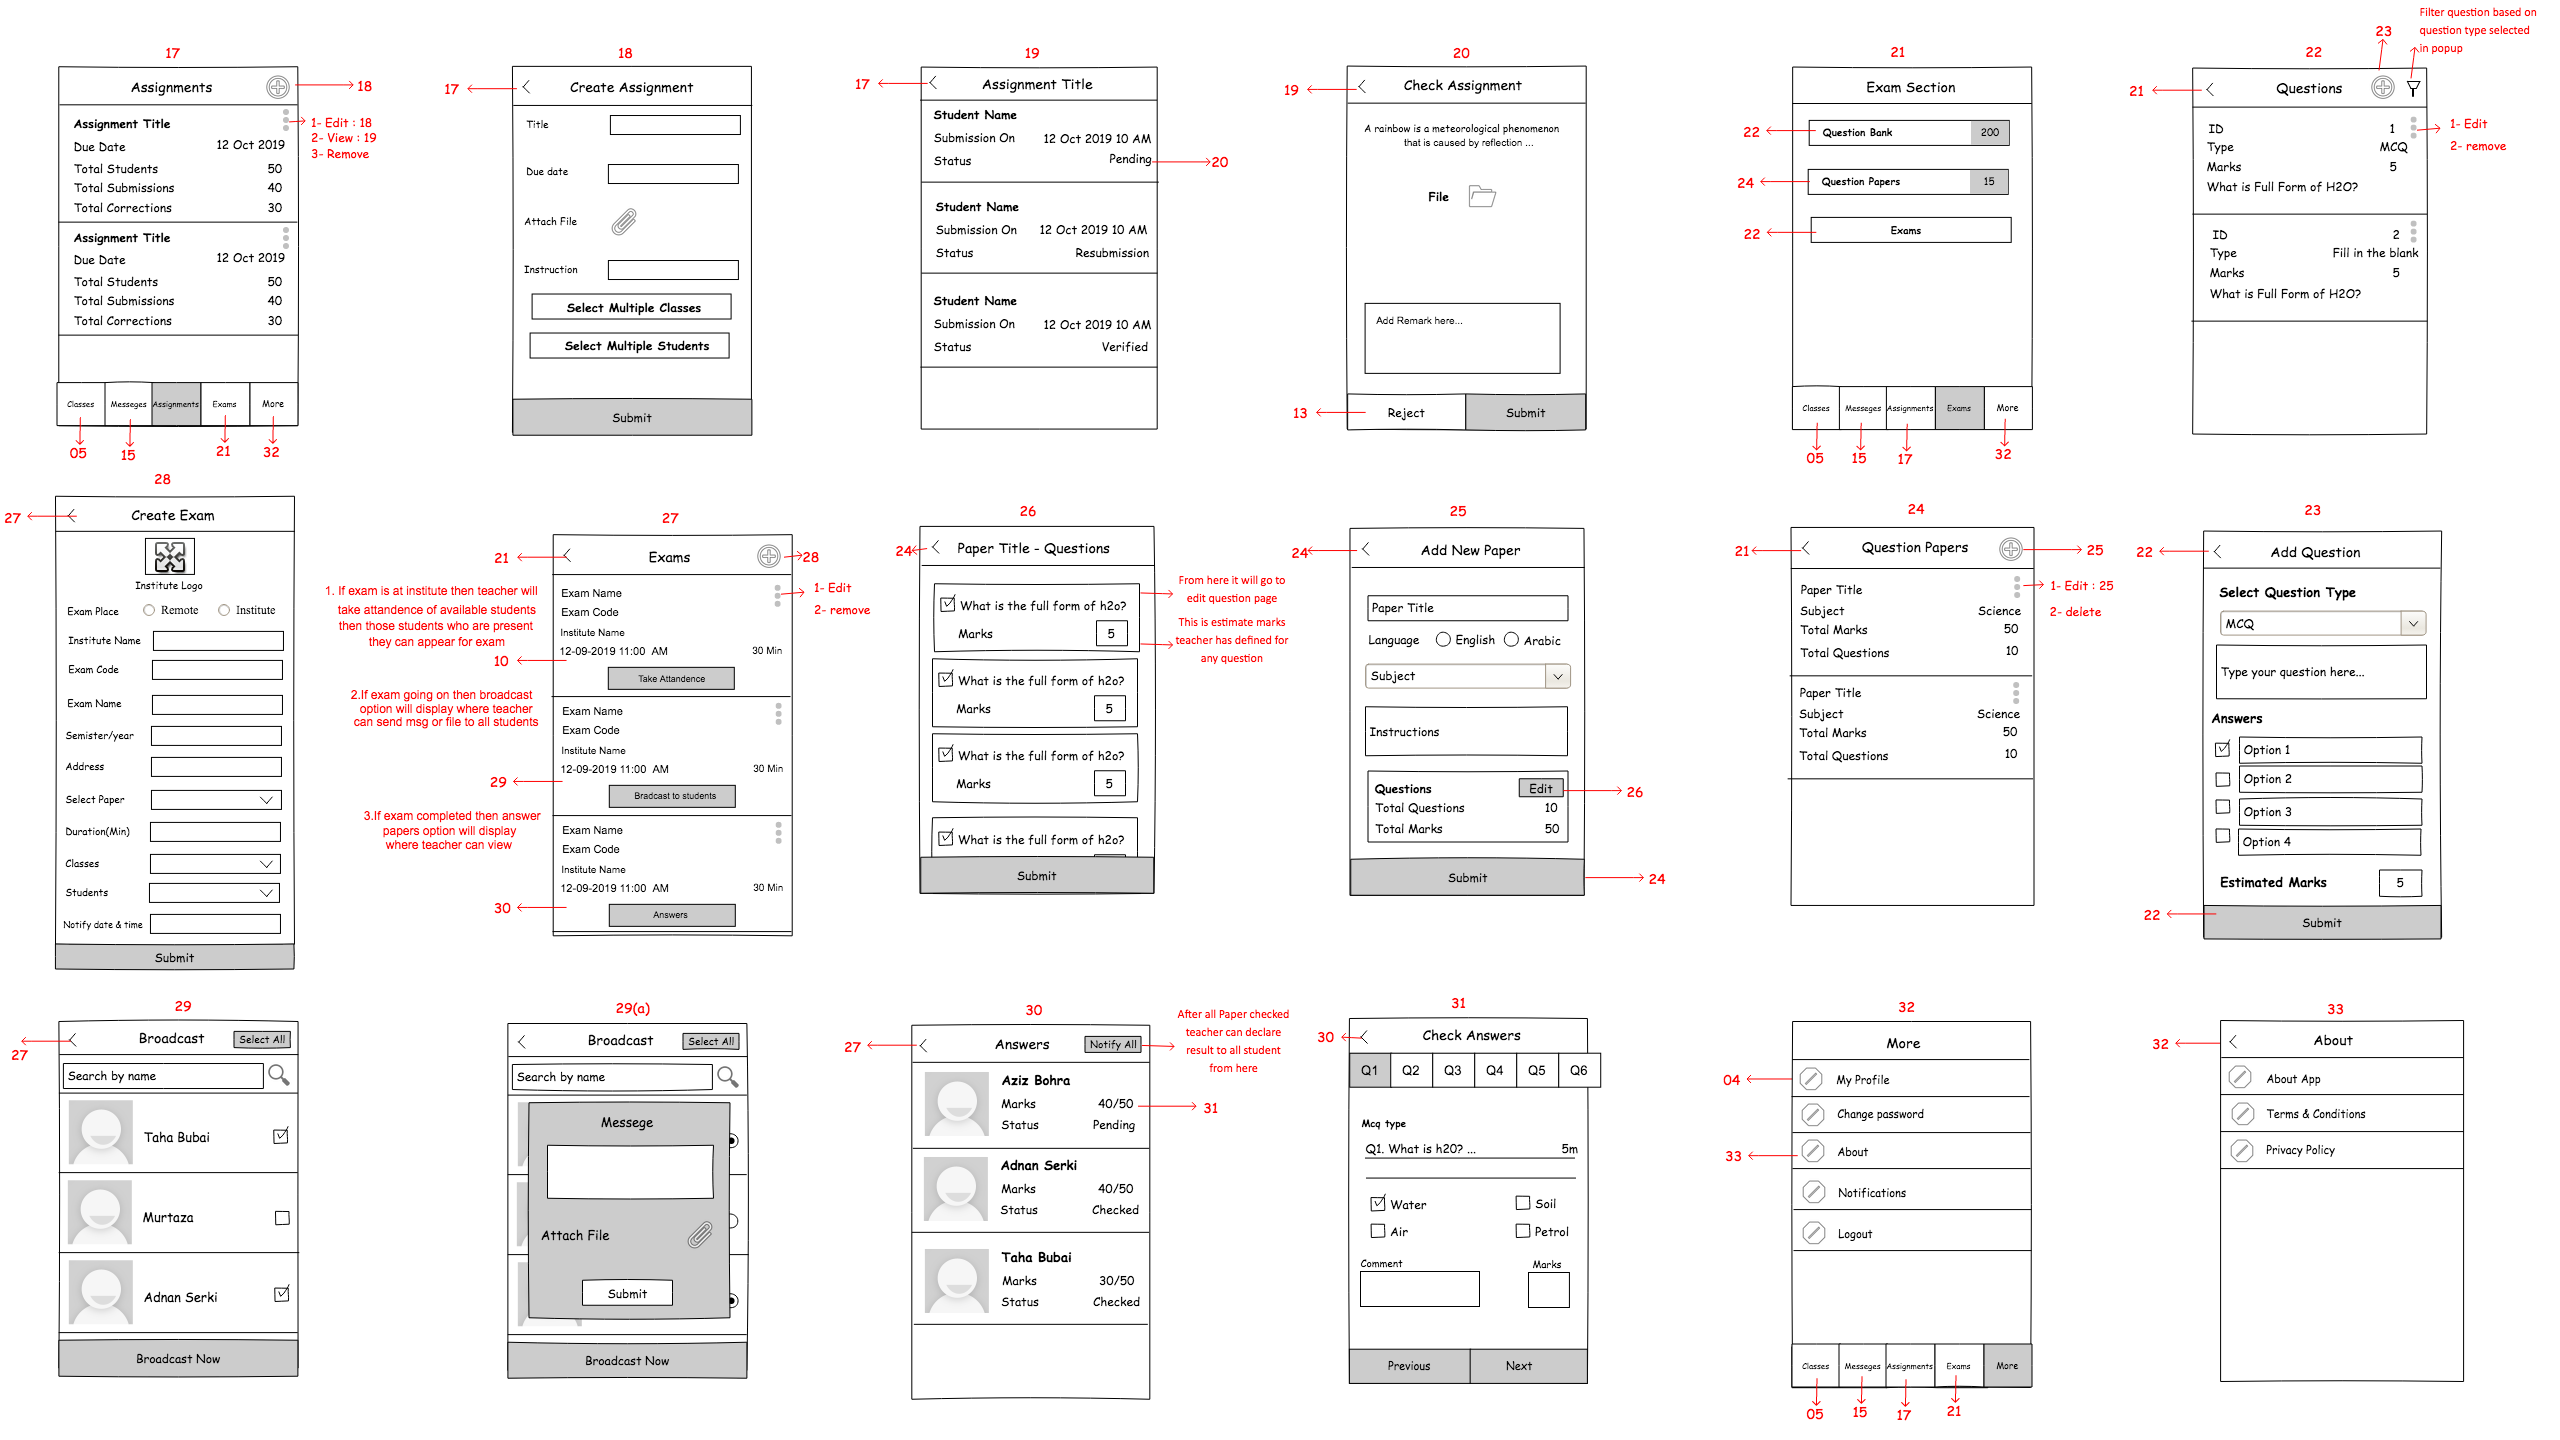 17
Assignments
18
Assignment Title
1- Edit : 18
2- View : 19
3- Remove
Due Date 12 Oct 2019
Total Students 50
Total Submissions 40
Total Corrections 30
Assignment Title
Due Date 12 Oct 2019
Total Students 50
Total Submissions 40
Total Corrections 30
Classes Messeges Assignments Exams More
05 15 21 32
18
17 Create Assignment
Title
Due date
Attach File
Instruction
Select Multiple Classes
Select Multiple Students
Submit
19
17 Assignment Title
Student Name
Submission On 12 Oct 2019 10 AM
Status Pending 20
Student Name
Submission On 12 Oct 2019 10 AM
Status Resubmission
Student Name
Submission On 12 Oct 2019 10 AM
Status Verified
20
19 Check Assignment
A rainbow is a meteorological phenomenon
that is caused by reflection ...
File
Add Remark here...
13 Reject Submit
21
Exam Section
22 Question Bank 200
24 Question Papers 15
22 Exams
Classes Messeges Assignments Exams More
05 15 17 32
Filter question based on
question type selected
in popup
23
22
21 Questions
ID 1
Type MCQ
Marks 5
What is Full Form of H2O?
1- Edit
2- remove
ID 2
Type Fill in the blank
Marks 5
What is Full Form of H2O?
28
27 Create Exam
Institute Logo
Exam Place Remote Institute
Institute Name
Exam Code
Exam Name
Semister/year
Address
Select Paper
Duration(Min)
Classes
Students
Notify date & time
Submit
27
21 Exams 28
1- Edit
2- remove
1. If exam is at institute then teacher will
take attandence of available students
then those students who are present
they can appear for exam
10
2.If exam going on then broadcast
option will display where teacher
can send msg or file to all students
29
3.If exam completed then answer
papers option will display
where teacher can view
30
Exam Name
Exam Code
Institute Name
12-09-2019 11:00 AM 30 Min
Take Attandence
Exam Name
Exam Code
Institute Name
12-09-2019 11:00 AM 30 Min
Bradcast to students
Exam Name
Exam Code
Institute Name
12-09-2019 11:00 AM 30 Min
Answers
26
24 Paper Title - Questions
What is the full form of h2o?
Marks 5
What is the full form of h2o?
Marks 5
What is the full form of h2o?
Marks 5
What is the full form of h2o?
Submit
From here it will go to
edit question page
This is estimate marks
teacher has defined for
any question
25
24 Add New Paper
Paper Title
Language English Arabic
Subject
Instructions
Questions Edit 26
Total Questions 10
Total Marks 50
Submit 24
24
21 Question Papers 25
Paper Title
1- Edit : 25
2- delete
Subject Science
Total Marks 50
Total Questions 10
Paper Title
Subject Science
Total Marks 50
Total Questions 10
23
22 Add Question
Select Question Type
MCQ
Type your question here...
Answers
Option 1
Option 2
Option 3
Option 4
Estimated Marks 5
22 Submit
29
27 Broadcast Select All
Search by name
Taha Bubai
Murtaza
Adnan Serki
Broadcast Now
29(a)
Broadcast Select All
Search by name
Messege
Attach File
Submit
Broadcast Now
30
27 Answers Notify All
After all Paper checked
teacher can declare
result to all student
from here
Aziz Bohra
Marks 40/50 31
Status Pending
Adnan Serki
Marks 40/50
Status Checked
Taha Bubai
Marks 30/50
Status Checked
31
30 Check Answers
Q1 Q2 Q3 Q4 Q5 Q6
Mcq type
Q1. What is h20? ... 5m
Water Soil
Air Petrol
Comment Marks
Previous Next
32
More
04 My Profile
Change password
33 About
Notifications
Logout
Classes Messeges Assignments Exams More
05 15 17 21
33
32 About
About App
Terms & Conditions
Privacy Policy